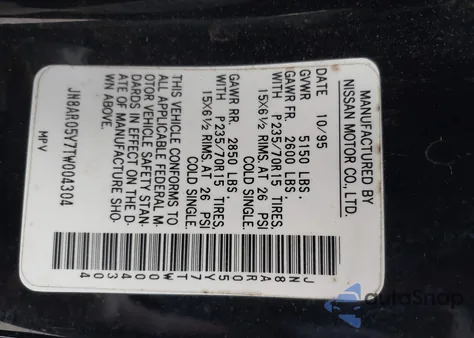 MANUFACTURED BY
NISSAN MOTOR CO., LTD.
DATE 10/95
GVWR 5150 LBS.
GAWR FR. 2600 LBS.
WITH P235/70R15 TIRES,
15X6½ RIMS, AT 26 PSI
COLD SINGLE.
GAWR RR. 2850 LBS.
WITH P235/70R15 TIRES,
15X6½ RIMS, AT 26 PSI
COLD SINGLE.
THIS VEHICLE CONFORMS TO
ALL APPLICABLE FEDERAL M
OTOR VEHICLE SAFETY STAN
DARDS IN EFFECT ON THE D
ATE OF MANUFACTURE SHO
WN ABOVE.
JN8AR05Y7TW004304
MPV
JN8AR05Y7TW004304
autoSnap